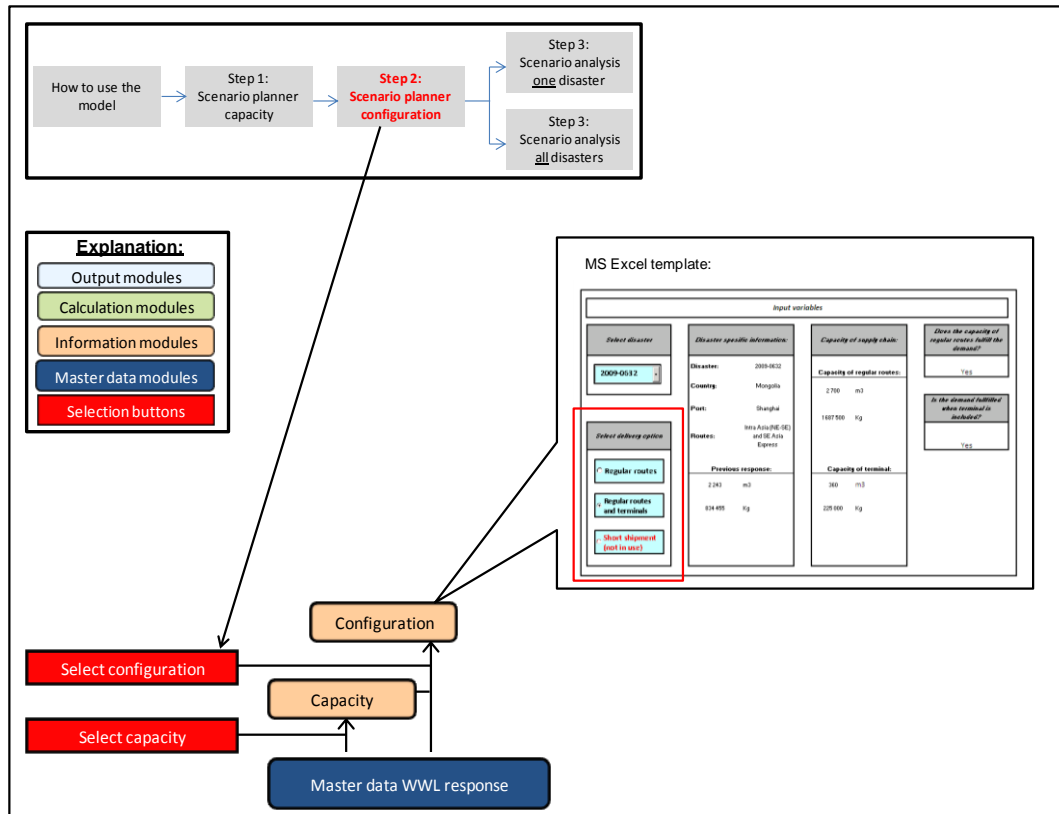 How to use the
model
Step 1:
Scenario planner
capacity
Step 2:
Scenario planner
configuration
Step 3:
Scenario analysis
one disaster
Step 3:
Scenario analysis
all disasters
Explanation:
Output modules
Calculation modules
Information modules
Master data modules
Selection buttons
MS Excel template:
Input variables
Select disaster
2009-0632
Select delivery option
Regular routes
Regular routes
and terminals
Short shipment
(not in use)
Disaster specific information:
Disaster: 2009-0632
Country: Mongolia
Port: Shanghai
Routes: Intra Asia (NE-SE)
and SE Asia
Express
Previous response:
2 243 m3
834 455 Kg
Capacity of supply chain:
Capacity of regular routes:
2 700 m3
1 687 500 Kg
Capacity of terminal:
360 m3
225 000 Kg
Does the capacity of
regular routes fulfill the
demand?
Yes
Is the demand fulfilled
when terminal is
included?
Yes
Configuration
Select configuration
Capacity
Select capacity
Master data WWL response